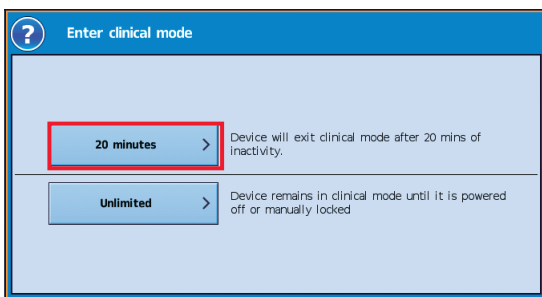 ?
Enter clinical mode
20 minutes
Device will exit clinical mode after 20 mins of
inactivity.
Unlimited
Device remains in clinical mode until it is powered
off or manually locked